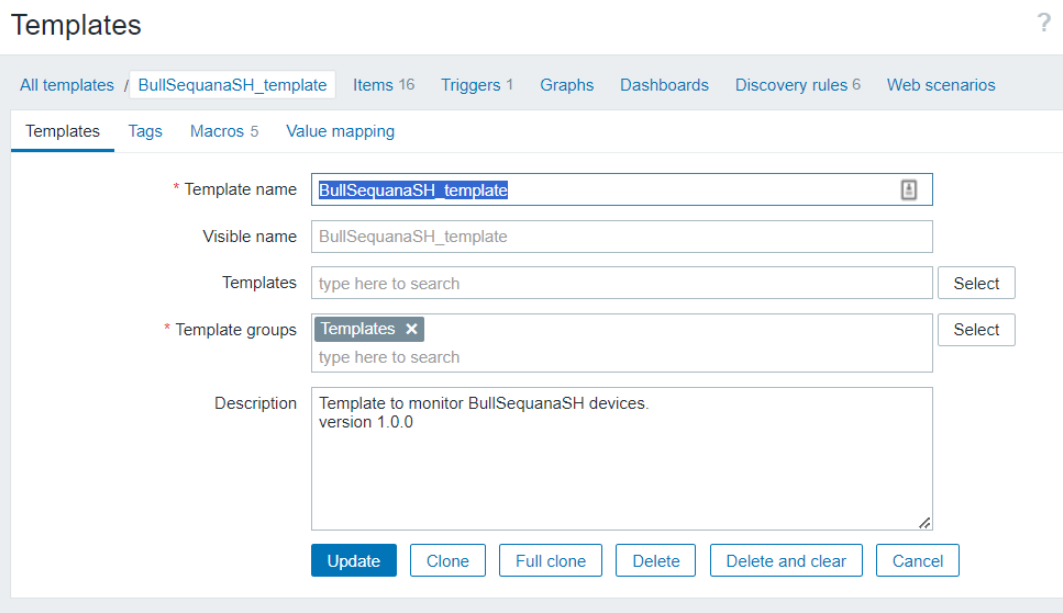 Templates
?
All templates / BullSequanaSH_template Items 16 Triggers 1 Graphs Dashboards Discovery rules 6 Web scenarios
Templates Tags Macros 5 Value mapping
* Template name BullSequanaSH_template
Visible name BullSequanaSH_template
Templates type here to search Select
* Template groups Templates × Select
type here to search
Description Template to monitor BullSequanaSH devices.
version 1.0.0
Update Clone Full clone Delete Delete and clear Cancel